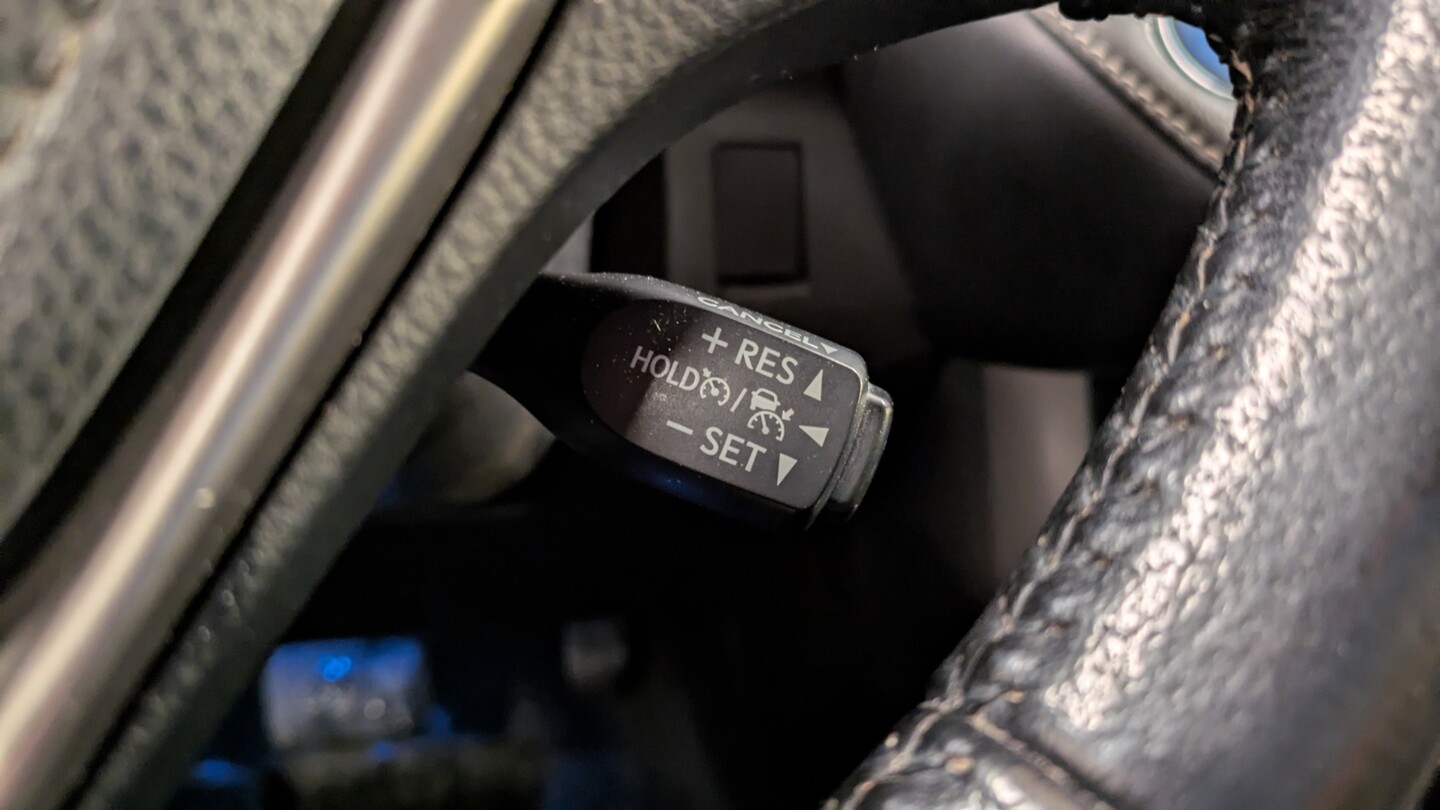 CANCEL
+ RES ▲
HOLD / ◀
− SET ▼